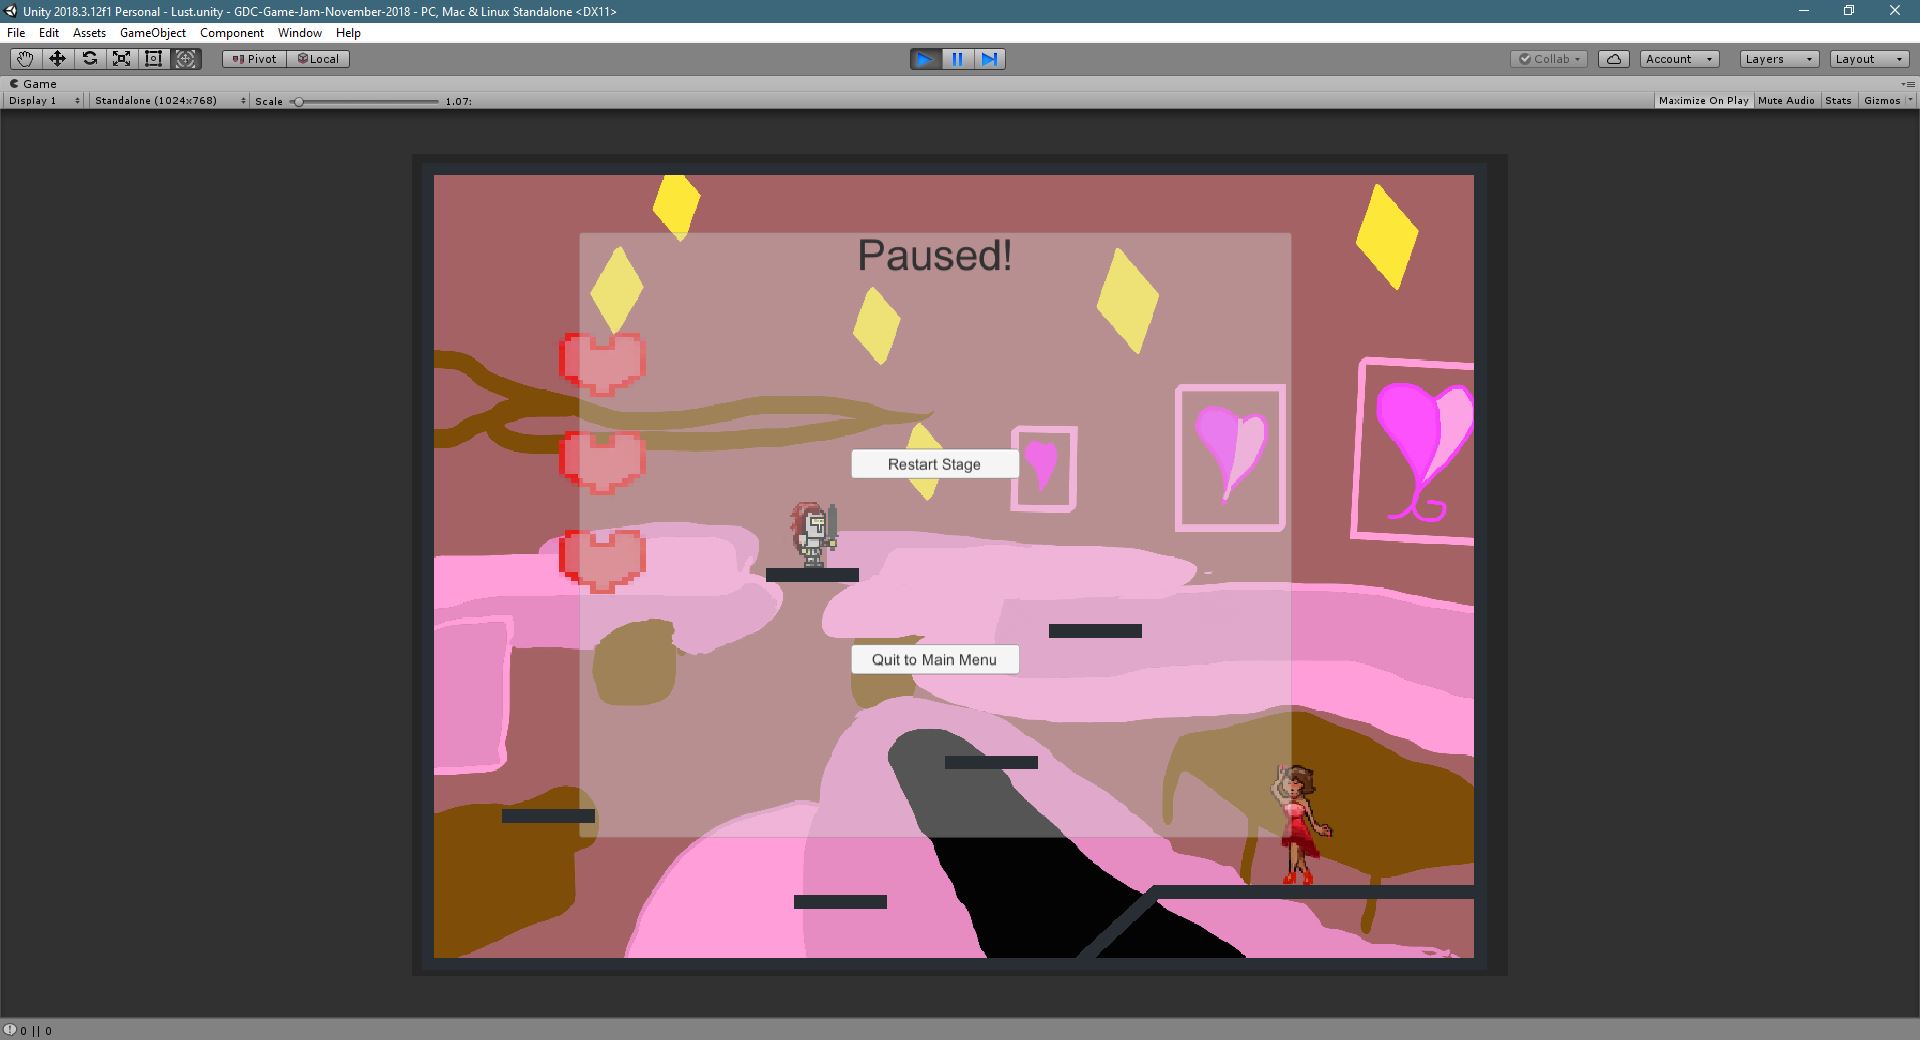 Unity 2018.3.12f1 Personal - Lust.unity - GDC-Game-Jam-November-2018 - PC, Mac & Linux Standalone <DX11>
File Edit Assets GameObject Component Window Help
Pivot Local Collab Account Layers Layout
Game
Display 1 Standalone (1024x768) Scale 1.07: Maximize On Play Mute Audio Stats Gizmos
Paused!
Restart Stage
Quit to Main Menu
0 || 0